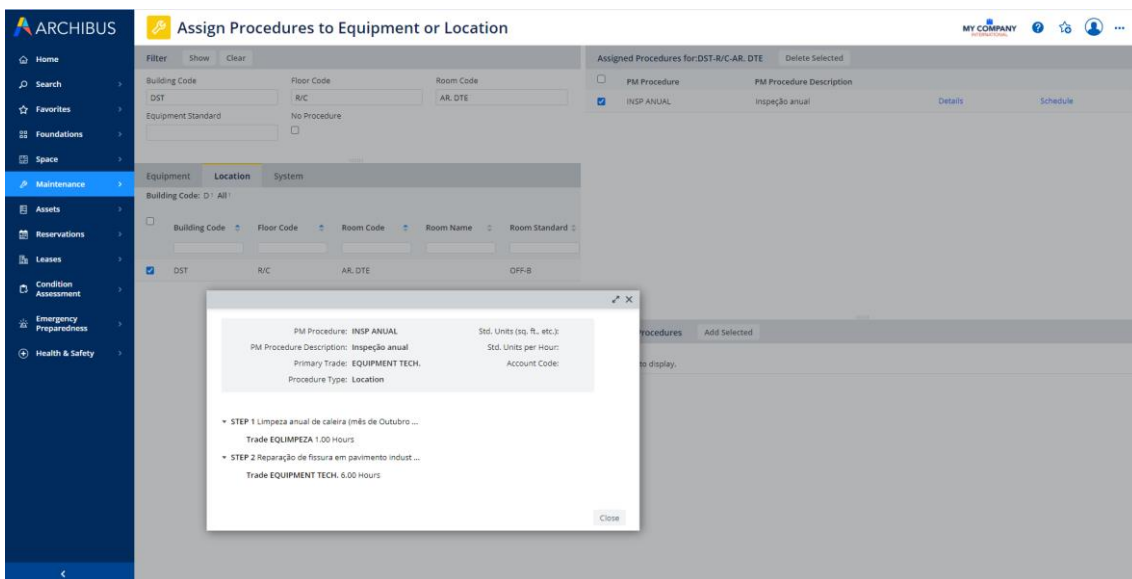 ARCHIBUS
Assign Procedures to Equipment or Location
MY COMPANY
INTERNATIONAL
Home
Search
Favorites
Foundations
Space
Maintenance
Assets
Reservations
Leases
Condition
Assessment
Emergency
Preparedness
Health & Safety
Filter Show Clear
Building Code Floor Code Room Code
DST R/C AR. DTE
Equipment Standard No Procedure
Equipment Location System
Building Code: D All
Building Code Floor Code Room Code Room Name Room Standard
DST R/C AR. DTE OFF-B
Assigned Procedures for:DST-R/C-AR. DTE Delete Selected
PM Procedure PM Procedure Description
INSP ANUAL Inspeção anual Details Schedule
rocedures Add Selected
to display.
PM Procedure: INSP ANUAL Std. Units (sq. ft., etc.):
PM Procedure Description: Inspeção anual Std. Units per Hour:
Primary Trade: EQUIPMENT TECH. Account Code:
Procedure Type: Location
STEP 1 Limpeza anual de caleira (mês de Outubro ...
Trade EQLIMPEZA 1.00 Hours
STEP 2 Reparação de fissura em pavimento indust ...
Trade EQUIPMENT TECH. 6.00 Hours
Close